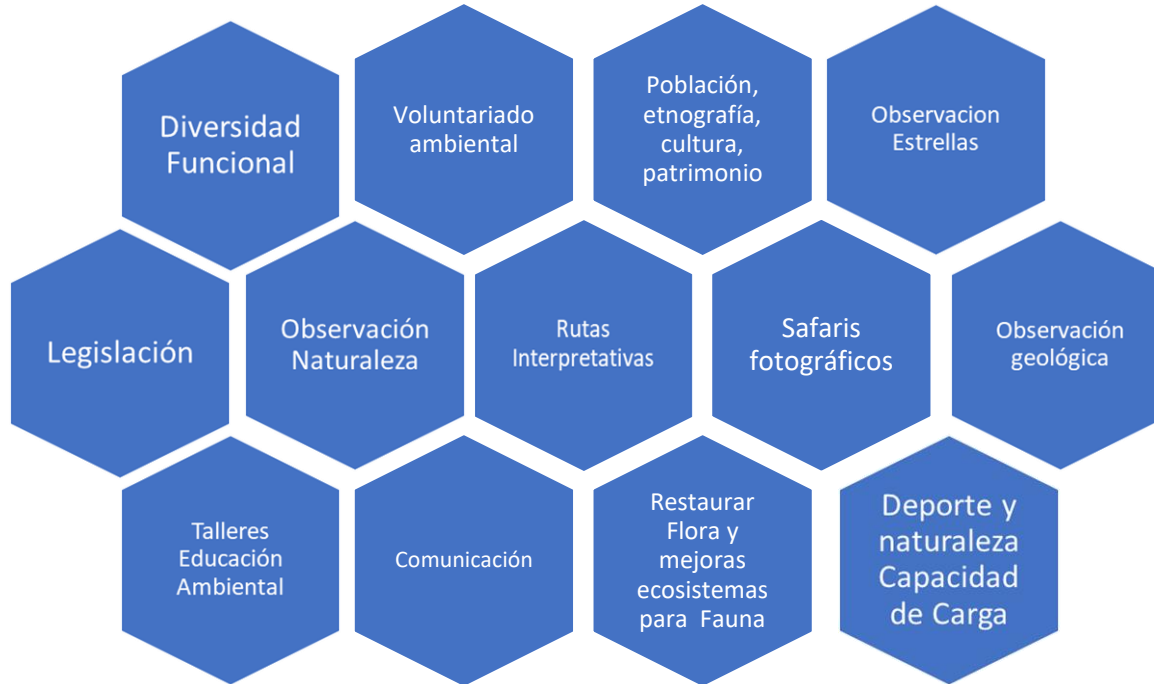 Diversidad
Funcional
Voluntariado
ambiental
Población,
etnografía,
cultura,
patrimonio
Observacion
Estrellas
Legislación
Observación
Naturaleza
Rutas
Interpretativas
Safaris
fotográficos
Observación
geológica
Talleres
Educación
Ambiental
Comunicación
Restaurar
Flora y
mejoras
ecosistemas
para Fauna
Deporte y
naturaleza
Capacidad
de Carga